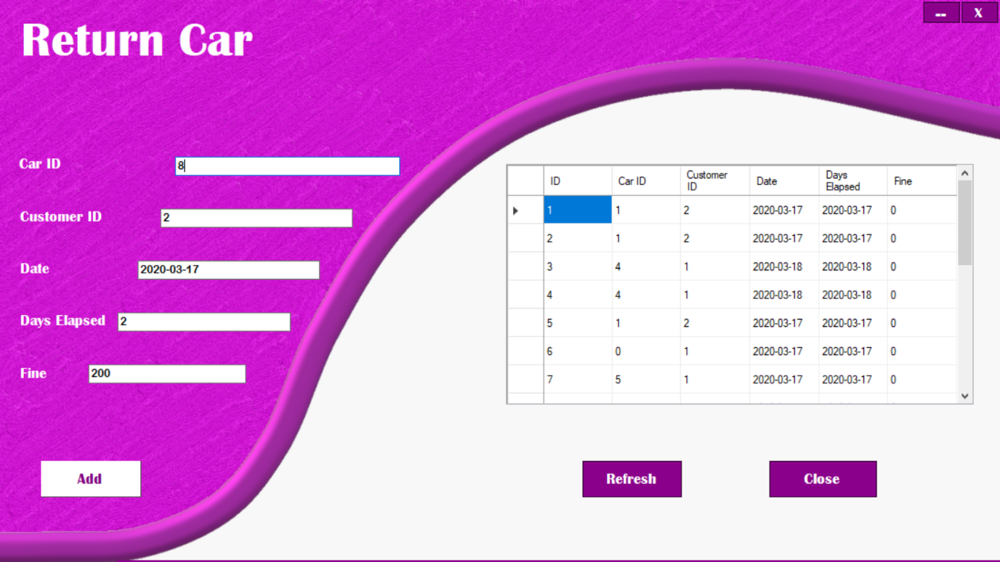 -- X
Return Car
Car ID 8
Customer ID 2
Date 2020-03-17
Days Elapsed 2
Fine 200
Add
ID Car ID Customer ID Date Days Elapsed Fine
1 1 2 2020-03-17 2020-03-17 0
2 1 2 2020-03-17 2020-03-17 0
3 4 1 2020-03-18 2020-03-18 0
4 4 1 2020-03-18 2020-03-18 0
5 1 2 2020-03-17 2020-03-17 0
6 0 1 2020-03-17 2020-03-17 0
7 5 1 2020-03-17 2020-03-17 0
Refresh Close